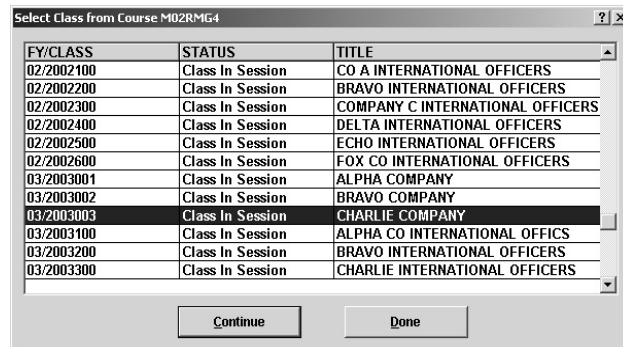 Select Class from Course M02RMG4
FY/CLASS STATUS TITLE
02/2002100 Class In Session CO A INTERNATIONAL OFFICERS
02/2002200 Class In Session BRAVO INTERNATIONAL OFFICERS
02/2002300 Class In Session COMPANY C INTERNATIONAL OFFICERS
02/2002400 Class In Session DELTA INTERNATIONAL OFFICERS
02/2002500 Class In Session ECHO INTERNATIONAL OFFICERS
02/2002600 Class In Session FOX CO INTERNATIONAL OFFICERS
03/2003001 Class In Session ALPHA COMPANY
03/2003002 Class In Session BRAVO COMPANY
03/2003003 Class In Session CHARLIE COMPANY
03/2003100 Class In Session ALPHA CO INTERNATIONAL OFFICS
03/2003200 Class In Session BRAVO INTERNATIONAL OFFICERS
03/2003300 Class In Session CHARLIE INTERNATIONAL OFFICERS
Continue Done